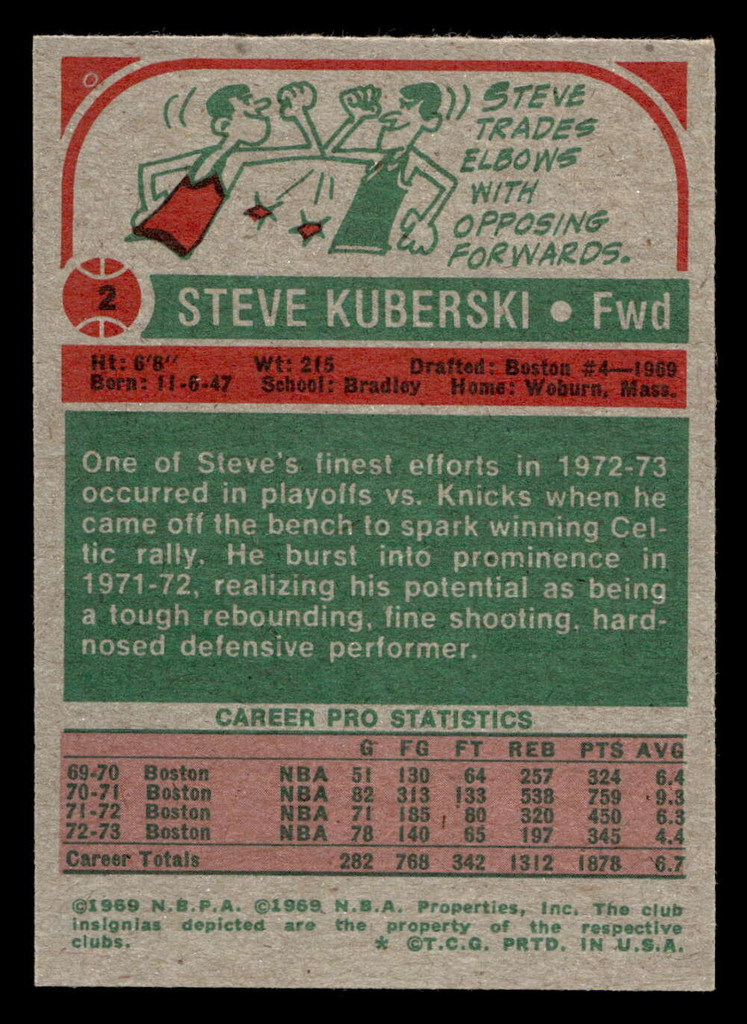 STEVE
TRADES
ELBOWS
WITH
OPPOSING
FORWARDS.
2
STEVE KUBERSKI • Fwd
Ht: 6'8" Wt: 215 Drafted: Boston #4—1969
Born: 11-6-47 School: Bradley Home: Woburn, Mass.
One of Steve's finest efforts in 1972-73
occurred in playoffs vs. Knicks when he
came off the bench to spark winning Cel-
tic rally. He burst into prominence in
1971-72, realizing his potential as being
a tough rebounding, fine shooting, hard-
nosed defensive performer.
CAREER PRO STATISTICS
G FG FT REB PTS AVG
69-70 Boston NBA 51 130 64 257 324 6.4
70-71 Boston NBA 82 313 133 538 759 9.3
71-72 Boston NBA 71 185 80 320 450 6.3
72-73 Boston NBA 78 140 65 197 345 4.4
Career Totals 282 768 342 1312 1878 6.7
©1969 N.B.P.A. ©1969 N.B.A. Properties, Inc. The club
insignias depicted are the property of the respective
clubs. * ©T.C.G. PRTD. IN U.S.A.